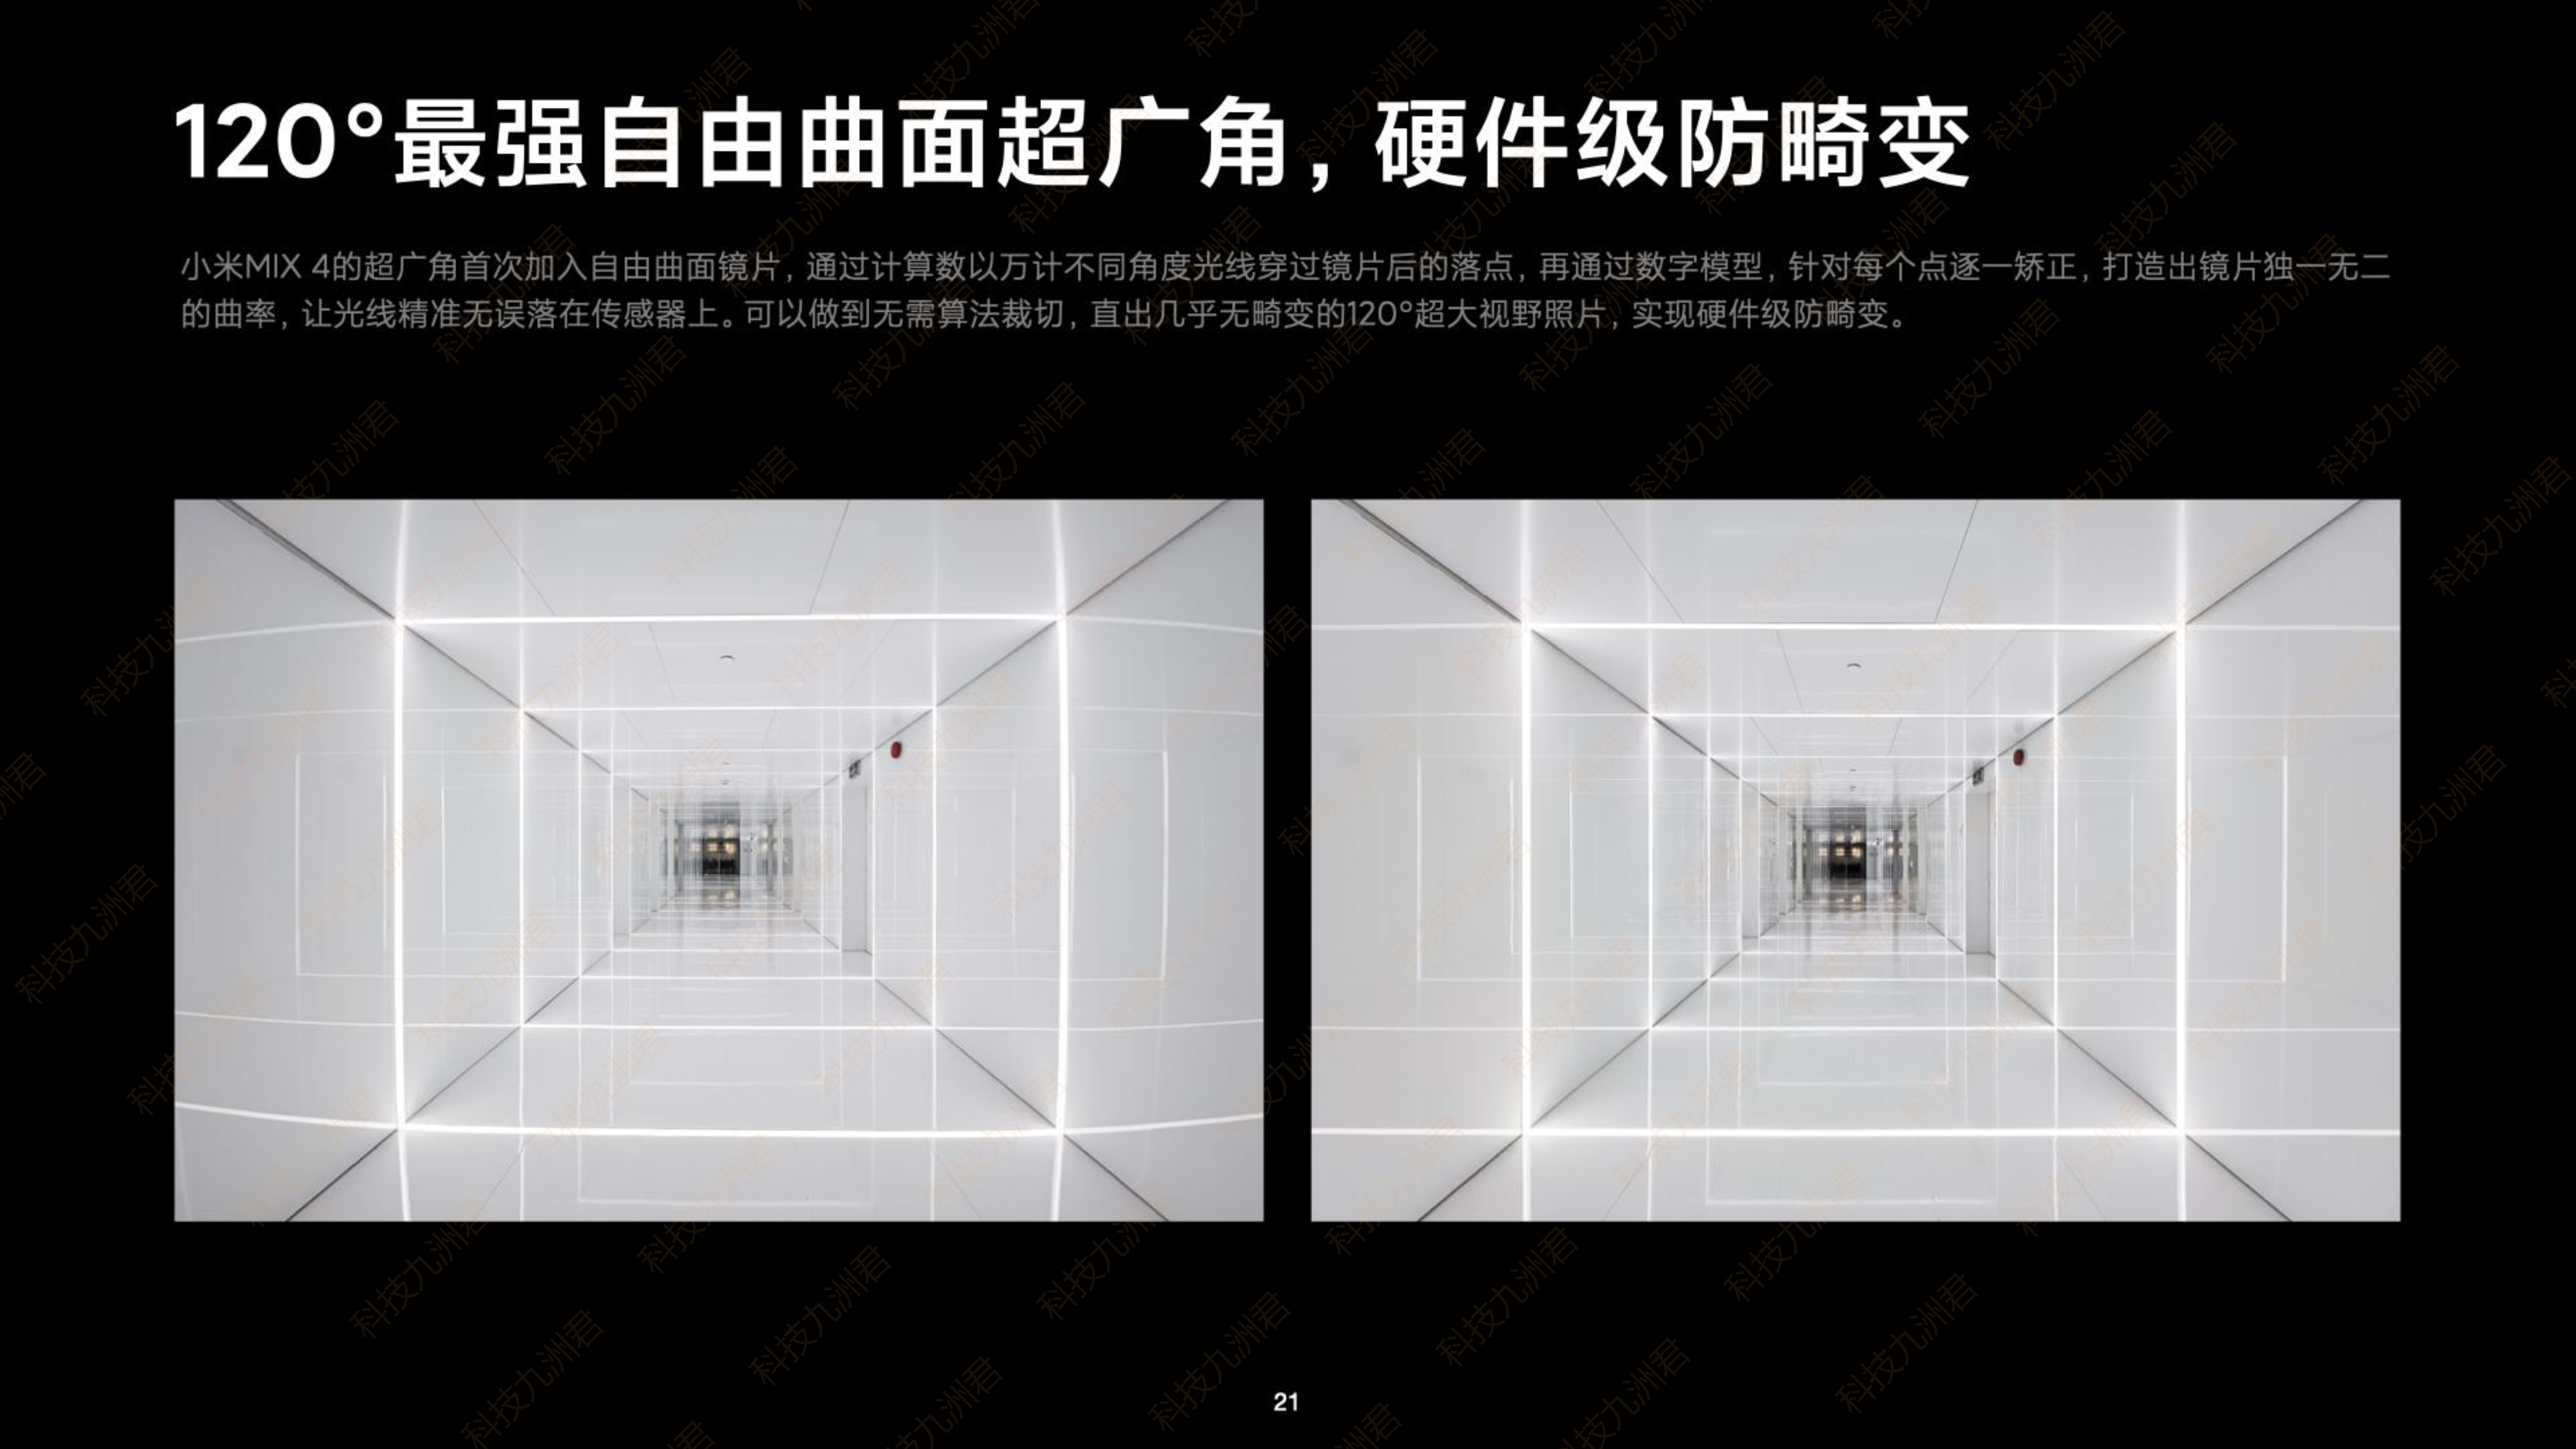 120°最强自由曲面超广角，硬件级防畸变
小米MIX 4的超广角首次加入自由曲面镜片，通过计算数以万计不同角度光线穿过镜片后的落点，再通过数字模型，针对每个点逐一矫正，打造出镜片独一无二
的曲率，让光线精准无误落在传感器上。可以做到无需算法裁切，直出几乎无畸变的120°超大视野照片，实现硬件级防畸变。
科技九洲君
21